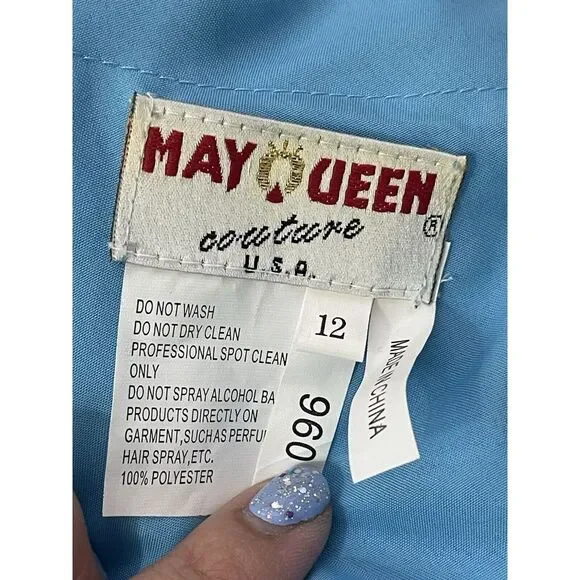 MAY QUEEN
®
couture
U.S.A.
12
MADE IN CHINA
DO NOT WASH
DO NOT DRY CLEAN
PROFESSIONAL SPOT CLEAN
ONLY
DO NOT SPRAY ALCOHOL BA
PRODUCTS DIRECTLY ON
GARMENT, SUCH AS PERFU
HAIR SPRAY, ETC.
100% POLYESTER
096